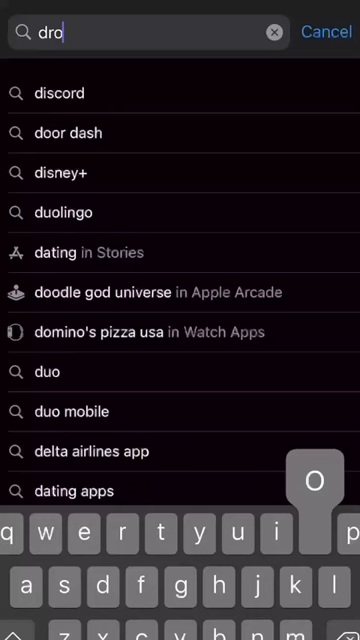 dro
Cancel
discord
door dash
disney+
duolingo
dating in Stories
doodle god universe in Apple Arcade
domino's pizza usa in Watch Apps
duo
duo mobile
delta airlines app
dating apps
O
q w e r t y u i p
a s d f g h j k l
z x c v b n m